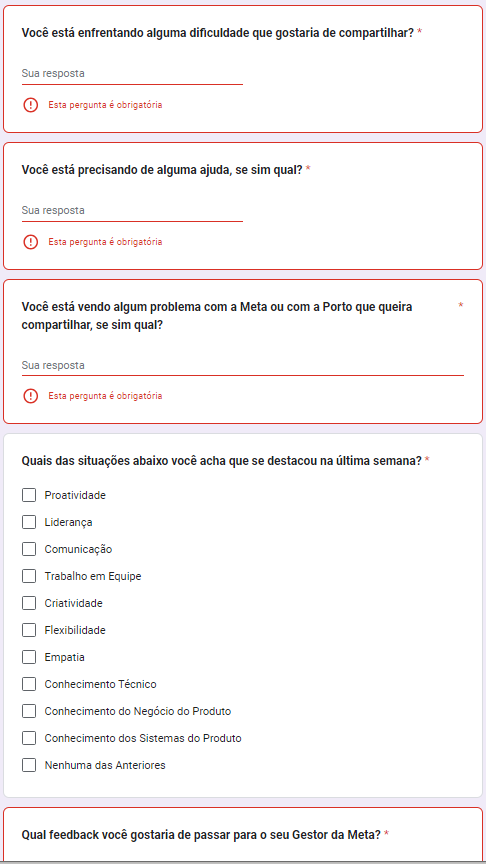 Você está enfrentando alguma dificuldade que gostaria de compartilhar? *
Sua resposta
Esta pergunta é obrigatória
Você está precisando de alguma ajuda, se sim qual? *
Sua resposta
Esta pergunta é obrigatória
Você está vendo algum problema com a Meta ou com a Porto que queira *
compartilhar, se sim qual?
Sua resposta
Esta pergunta é obrigatória
Quais das situações abaixo você acha que se destacou na última semana? *
Proatividade
Liderança
Comunicação
Trabalho em Equipe
Criatividade
Flexibilidade
Empatia
Conhecimento Técnico
Conhecimento do Negócio do Produto
Conhecimento dos Sistemas do Produto
Nenhuma das Anteriores
Qual feedback você gostaria de passar para o seu Gestor da Meta? *